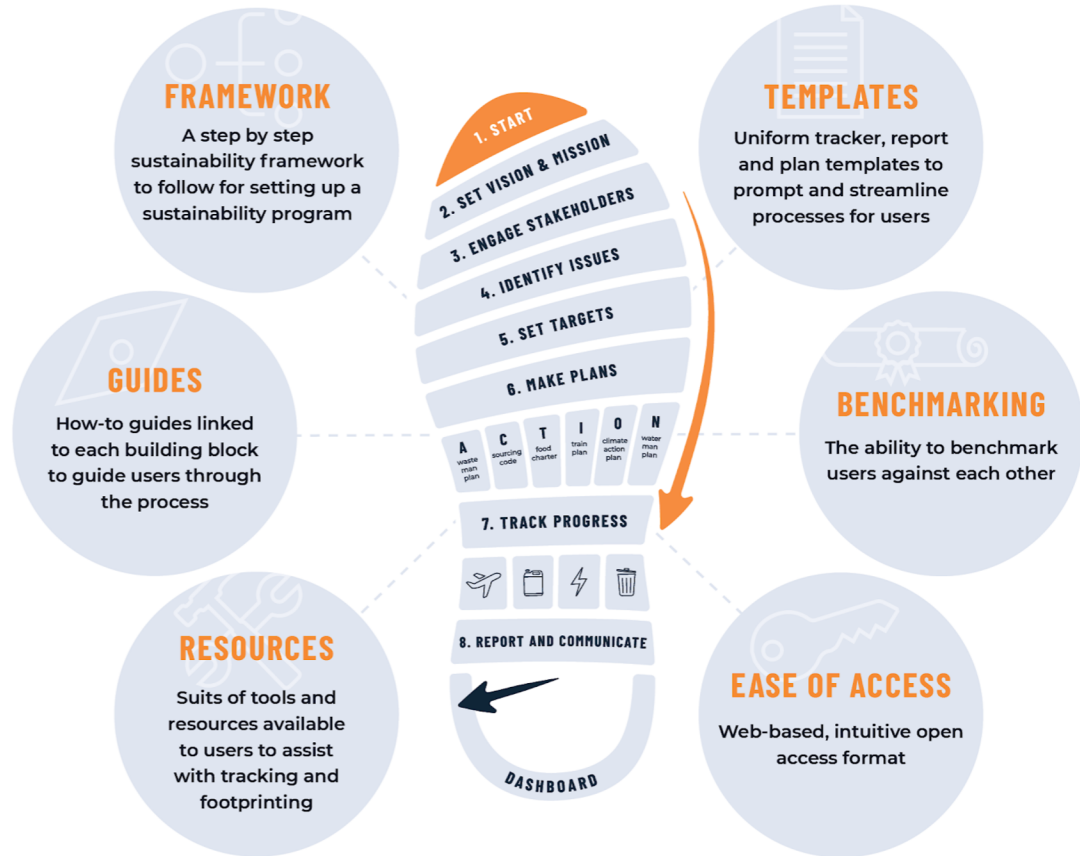 FRAMEWORK
A step by step
sustainability framework
to follow for setting up a
sustainability program
TEMPLATES
Uniform tracker, report
and plan templates to
prompt and streamline
processes for users
GUIDES
How-to guides linked
to each building block
to guide users through
the process
BENCHMARKING
The ability to benchmark
users against each other
RESOURCES
Suits of tools and
resources available
to users to assist
with tracking and
footprinting
EASE OF ACCESS
Web-based, intuitive open
access format
1. START
2. SET VISION & MISSION
3. ENGAGE STAKEHOLDERS
4. IDENTIFY ISSUES
5. SET TARGETS
6. MAKE PLANS
A
waste
man
plan
C
sourcing
code
T
food
charter
I
train
plan
O
climate
action
plan
N
water
man
plan
7. TRACK PROGRESS
8. REPORT AND COMMUNICATE
DASHBOARD